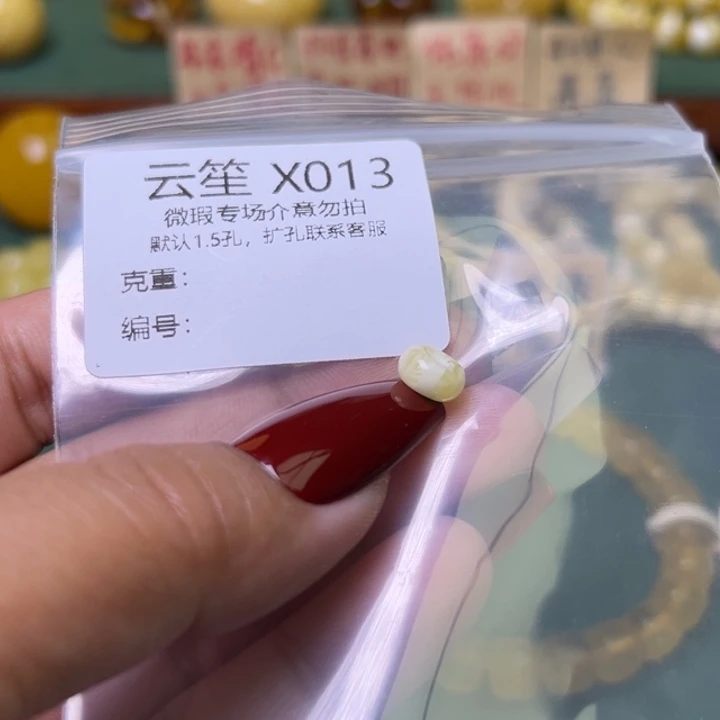 云笙 X013
微瑕专场介意勿拍
默认1.5孔，扩孔联系客服
克重：
编号：